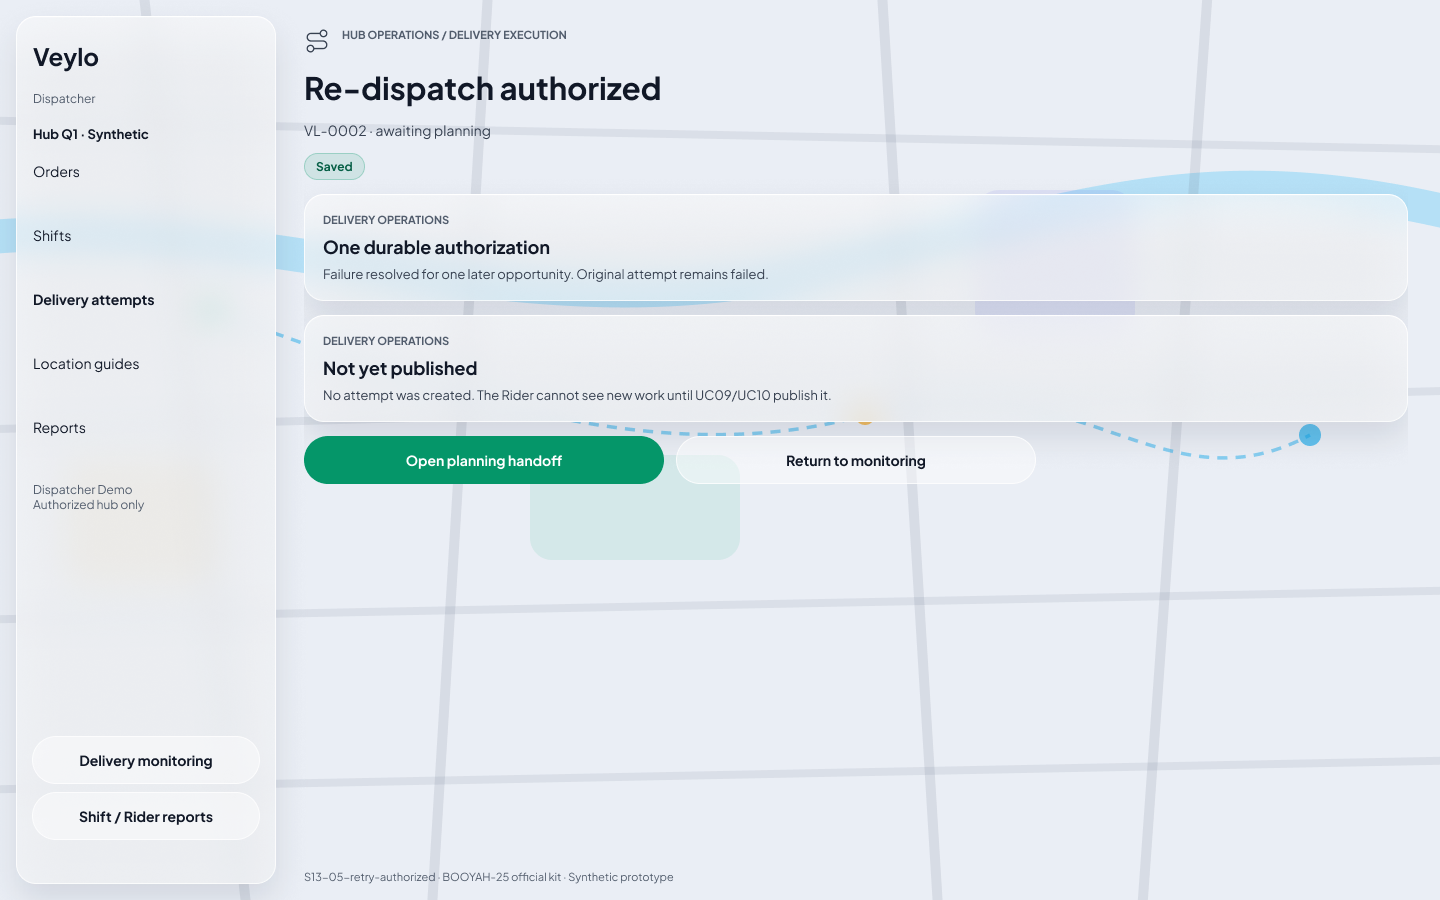 Veylo
Dispatcher
Hub Q1 · Synthetic
Orders
Shifts
Delivery attempts
Location guides
Reports
Dispatcher Demo
Authorized hub only
Delivery monitoring
Shift / Rider reports
HUB OPERATIONS / DELIVERY EXECUTION
Re-dispatch authorized
VL-0002 · awaiting planning
Saved
DELIVERY OPERATIONS
One durable authorization
Failure resolved for one later opportunity. Original attempt remains failed.
DELIVERY OPERATIONS
Not yet published
No attempt was created. The Rider cannot see new work until UC09/UC10 publish it.
Open planning handoff
Return to monitoring
S13-05-retry-authorized · BOOYAH-25 official kit · Synthetic prototype